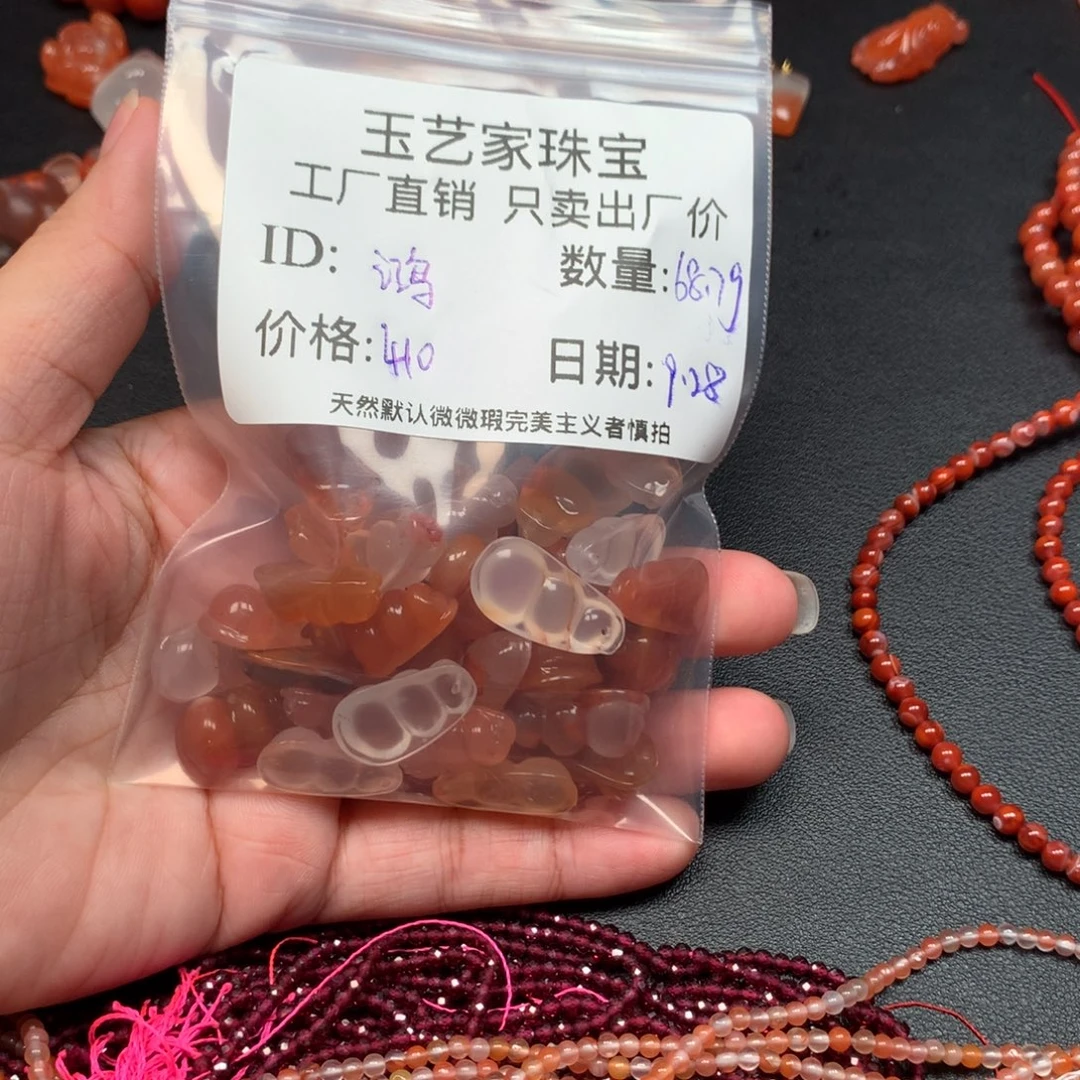 玉艺家珠宝
工厂直销 只卖出厂价
ID: 鸿 数量:68.7g
价格:410 日期:9.28
天然默认微微瑕完美主义者慎拍